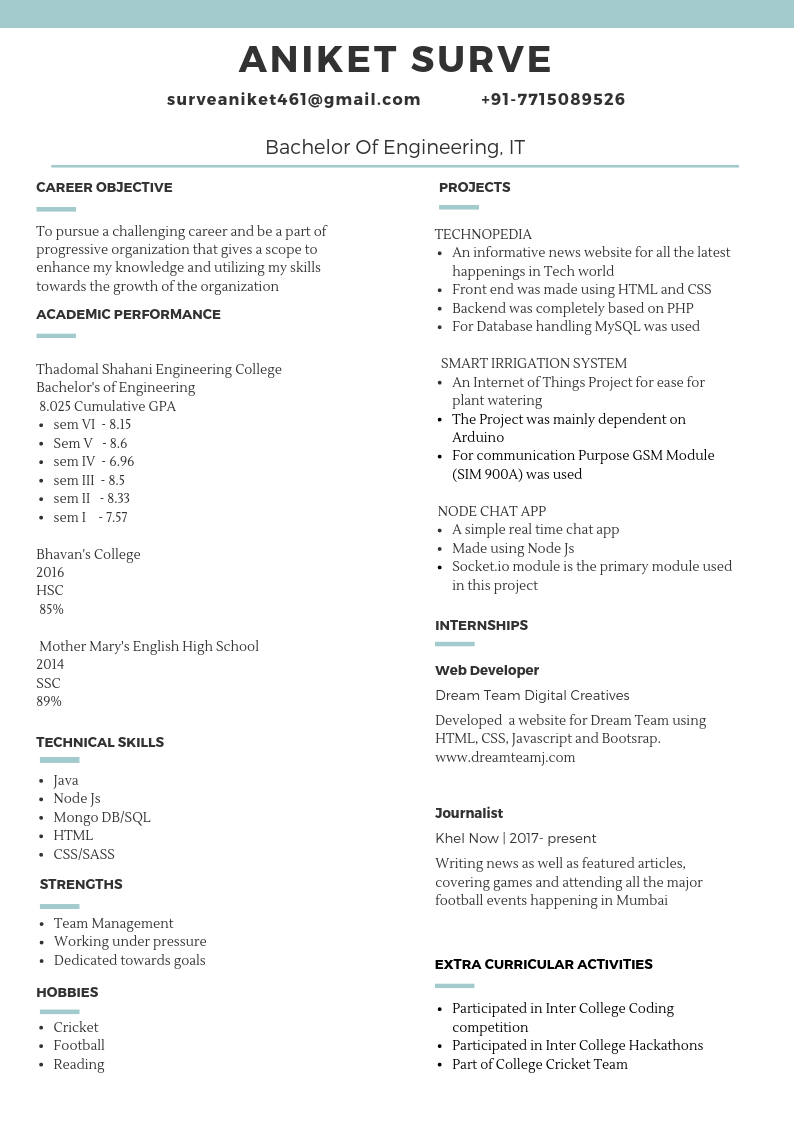 ANIKET SURVE
surveaniket461@gmail.com +91-7715089526
Bachelor Of Engineering, IT
CAREER OBJECTIVE
To pursue a challenging career and be a part of
progressive organization that gives a scope to
enhance my knowledge and utilizing my skills
towards the growth of the organization
ACADEMIC PERFORMANCE
Thadomal Shahani Engineering College
Bachelor's of Engineering
8.025 Cumulative GPA
• sem VI - 8.15
• Sem V - 8.6
• sem IV - 6.96
• sem III - 8.5
• sem II - 8.33
• sem I - 7.57
Bhavan's College
2016
HSC
85%
Mother Mary's English High School
2014
SSC
89%
TECHNICAL SKILLS
• Java
• Node Js
• Mongo DB/SQL
• HTML
• CSS/SASS
STRENGTHS
• Team Management
• Working under pressure
• Dedicated towards goals
HOBBIES
• Cricket
• Football
• Reading
PROJECTS
TECHNOPEDIA
• An informative news website for all the latest
happenings in Tech world
• Front end was made using HTML and CSS
• Backend was completely based on PHP
• For Database handling MySQL was used
SMART IRRIGATION SYSTEM
• An Internet of Things Project for ease for
plant watering
• The Project was mainly dependent on
Arduino
• For communication Purpose GSM Module
(SIM 900A) was used
NODE CHAT APP
• A simple real time chat app
• Made using Node Js
• Socket.io module is the primary module used
in this project
INTERNSHIPS
Web Developer
Dream Team Digital Creatives
Developed a website for Dream Team using
HTML, CSS, Javascript and Bootsrap.
www.dreamteamj.com
Journalist
Khel Now | 2017- present
Writing news as well as featured articles,
covering games and attending all the major
football events happening in Mumbai
EXTRA CURRICULAR ACTIVITIES
• Participated in Inter College Coding
competition
• Participated in Inter College Hackathons
• Part of College Cricket Team